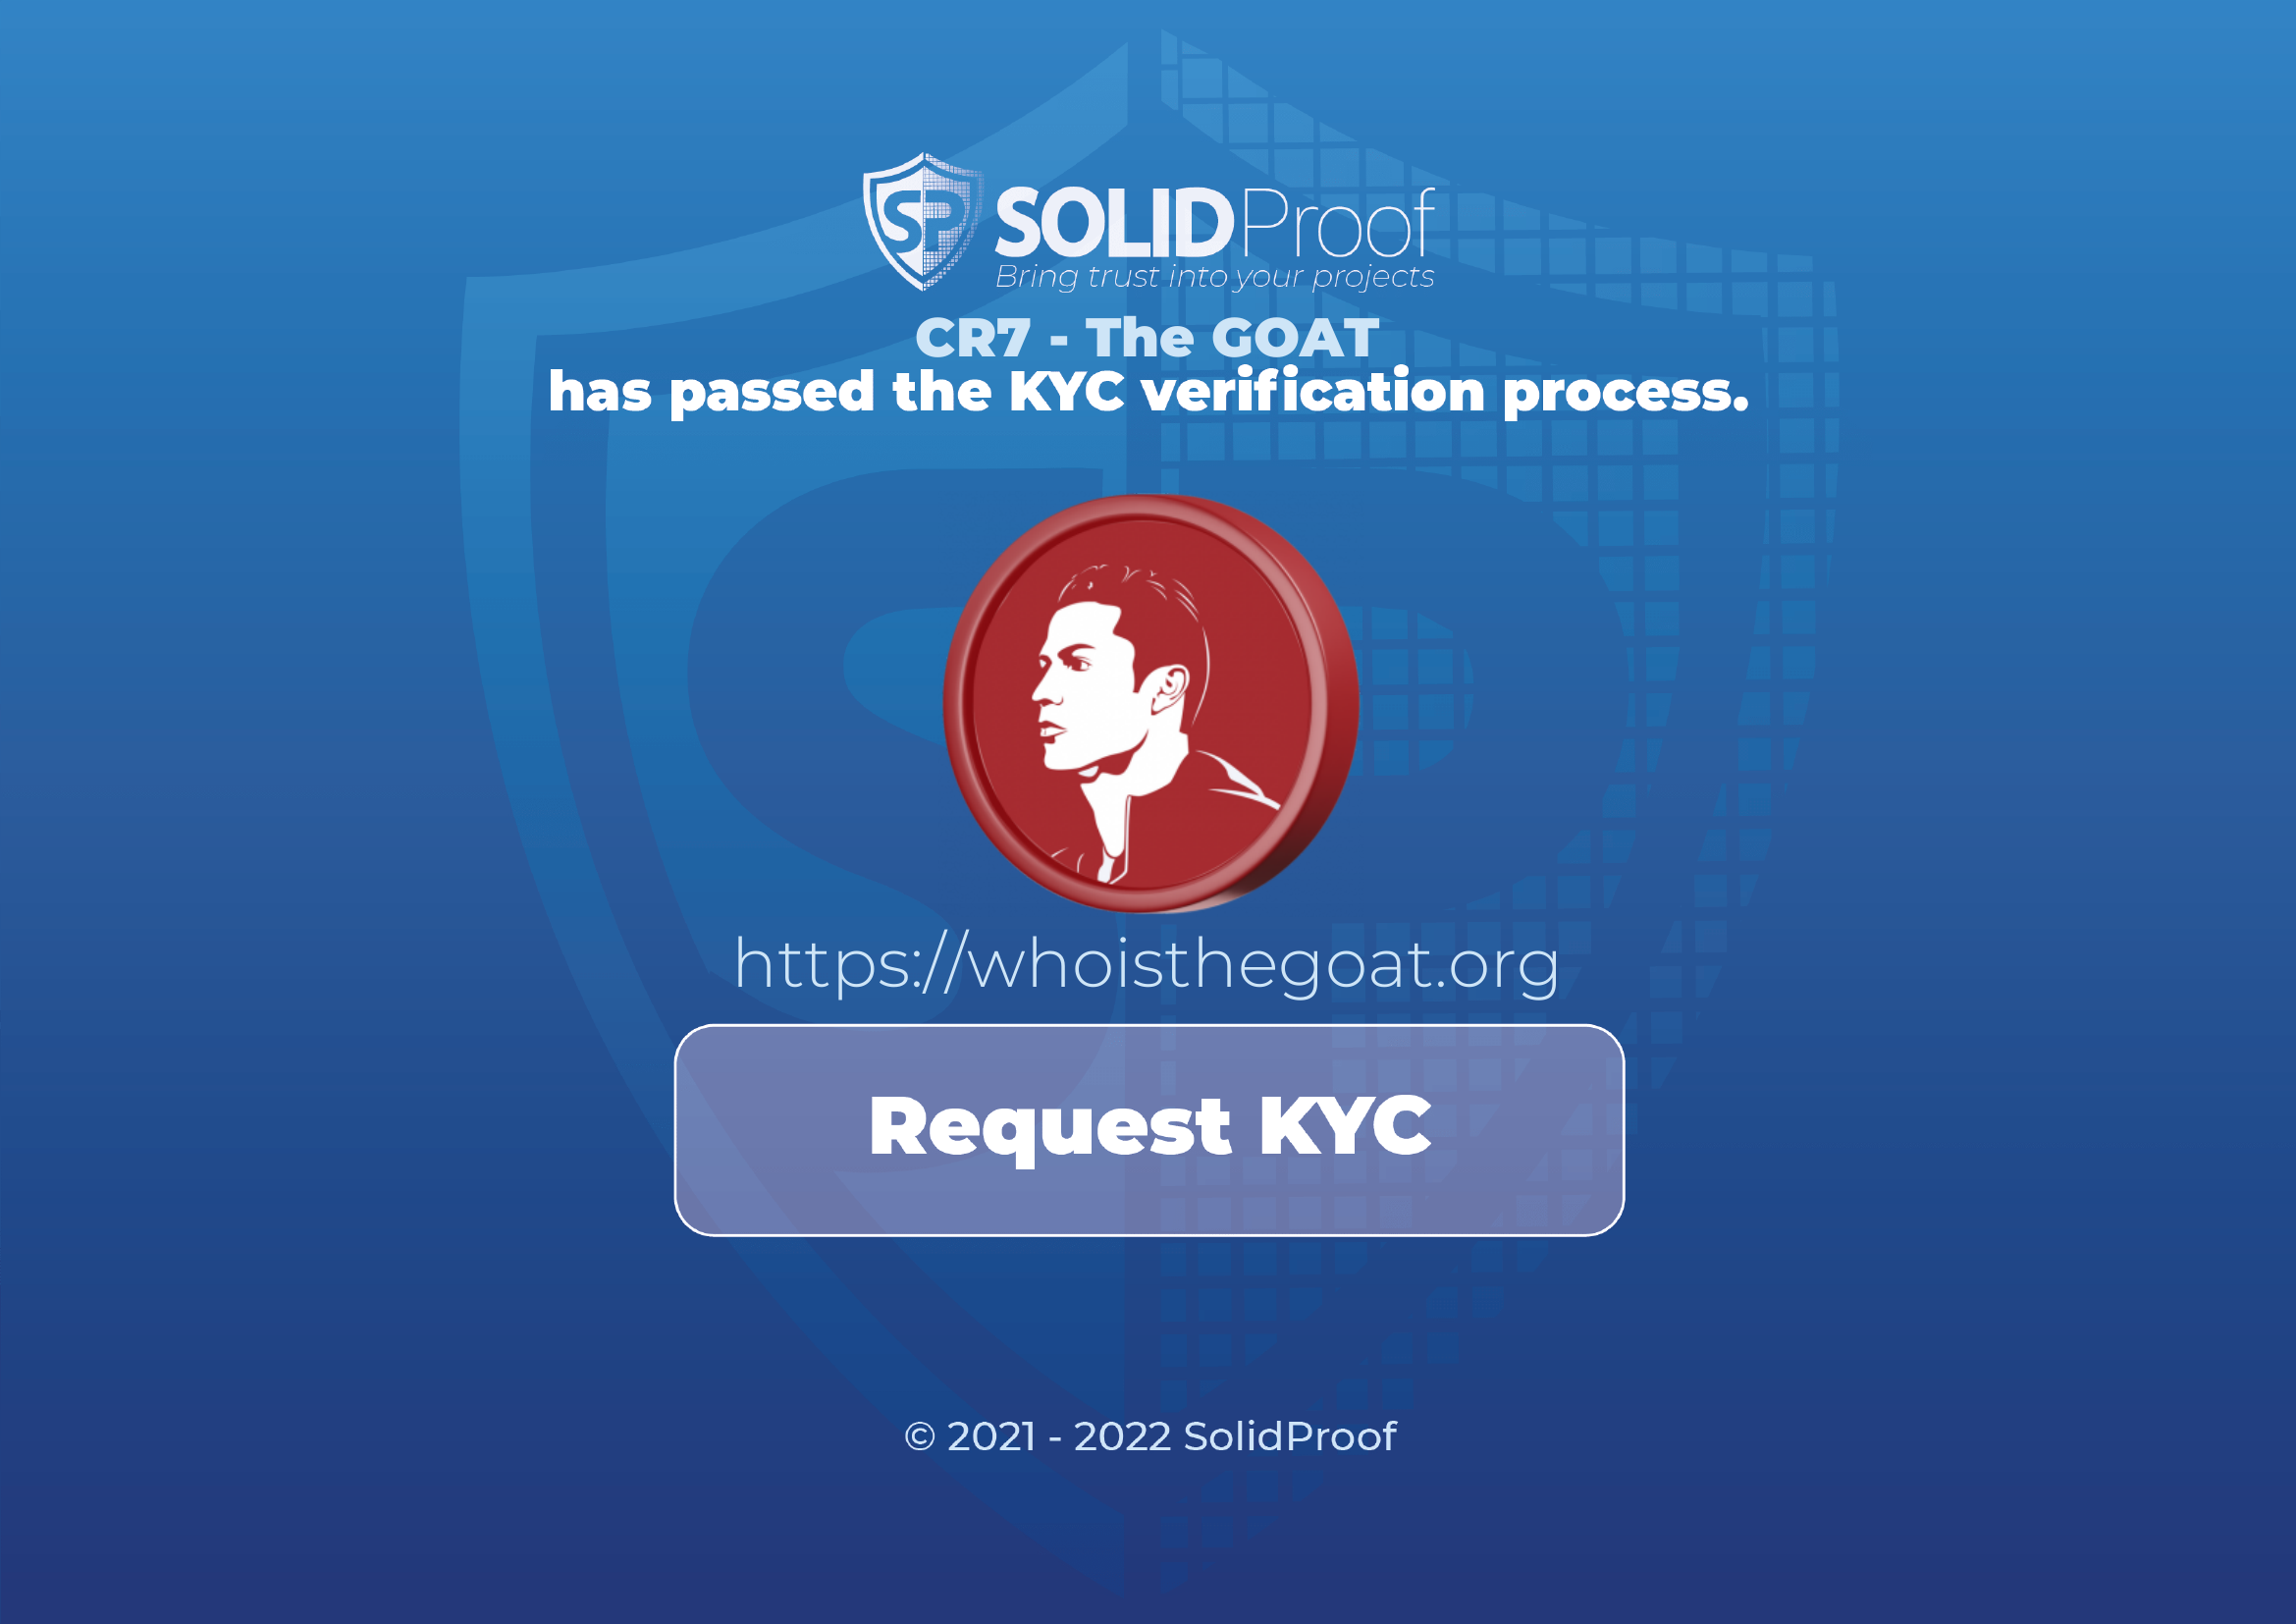 SP SOLIDProof
Bring trust into your projects
CR7 - The GOAT
has passed the KYC verification process.
https://whoisthegoat.org
Request KYC
© 2021 - 2022 SolidProof